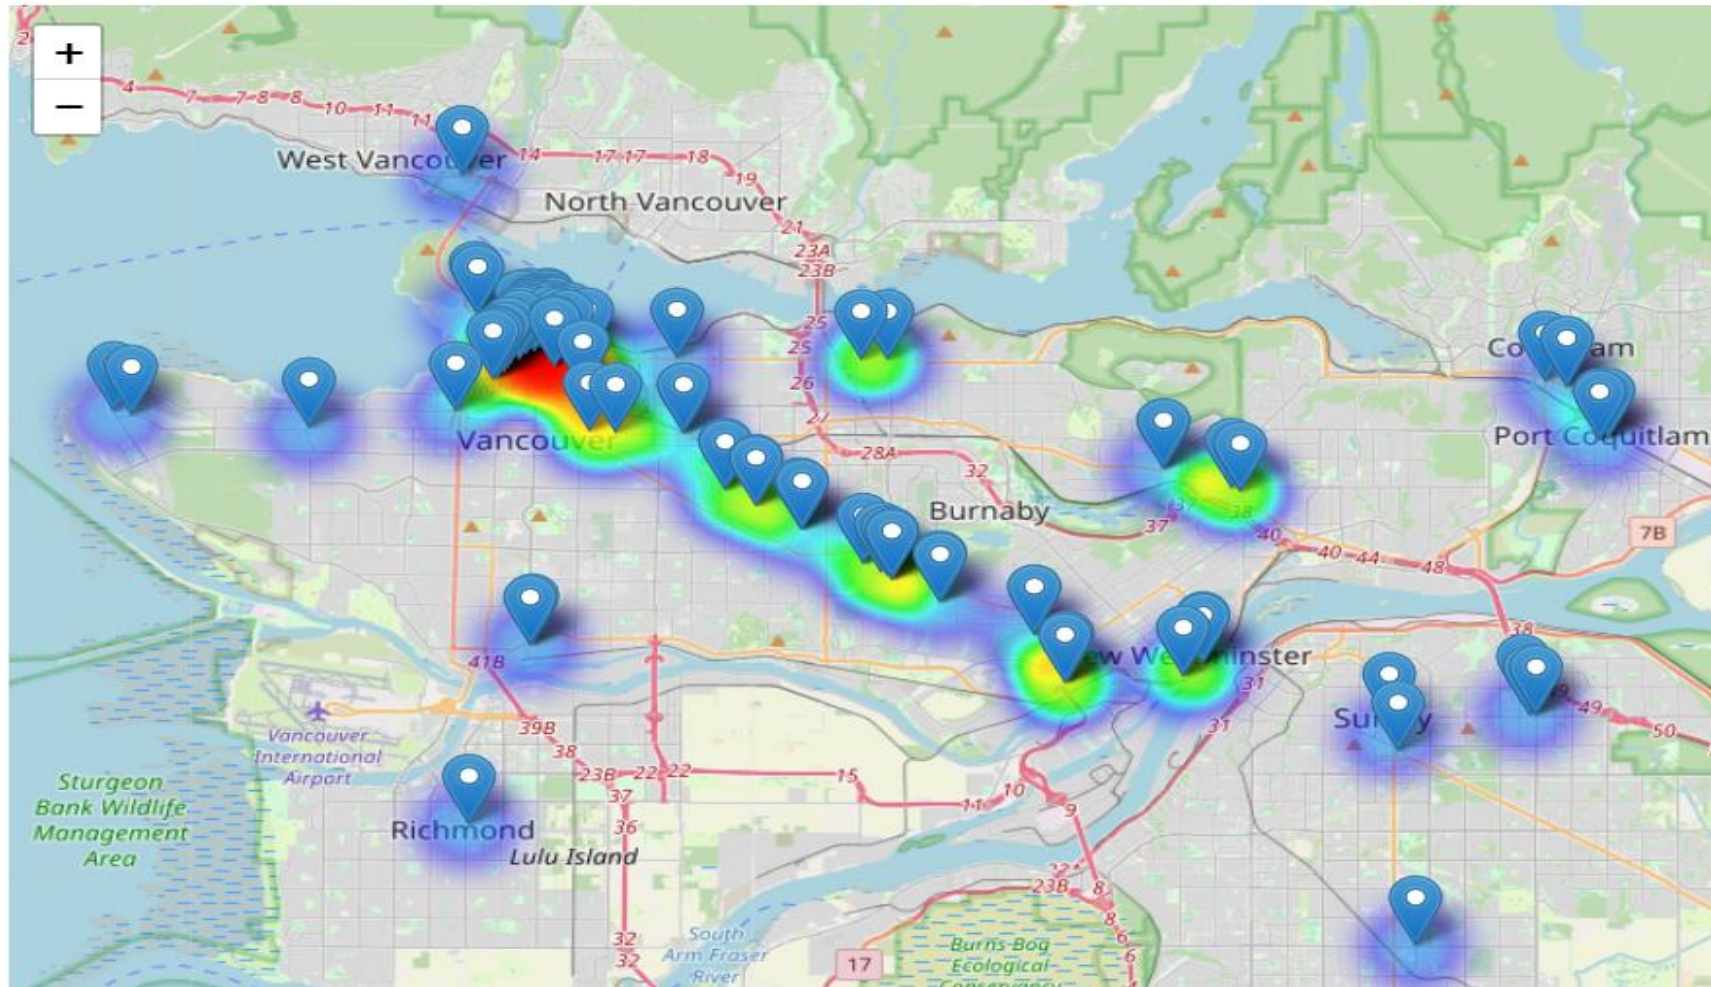 2
+
−
4 7 7 8 8 10 11 11
14 17 17 18
19
West Vancouver
North Vancouver
21
23A
23B
25
25
26
27
28A
32
Vancouver
Burnaby
37
37
38
40
40 44 48
7B
Port Coquitlam
38
49 50
41B
39B
38
23B 22 22
37
36
15
11 10
9
31
31
Vancouver
International
Airport
Sturgeon
Bank Wildlife
Management
Area
Richmond
Lulu Island
32
32
South
Arm Fraser
River
17
23B
8
8
6
6
Burns Bog
Ecological
Conservancy